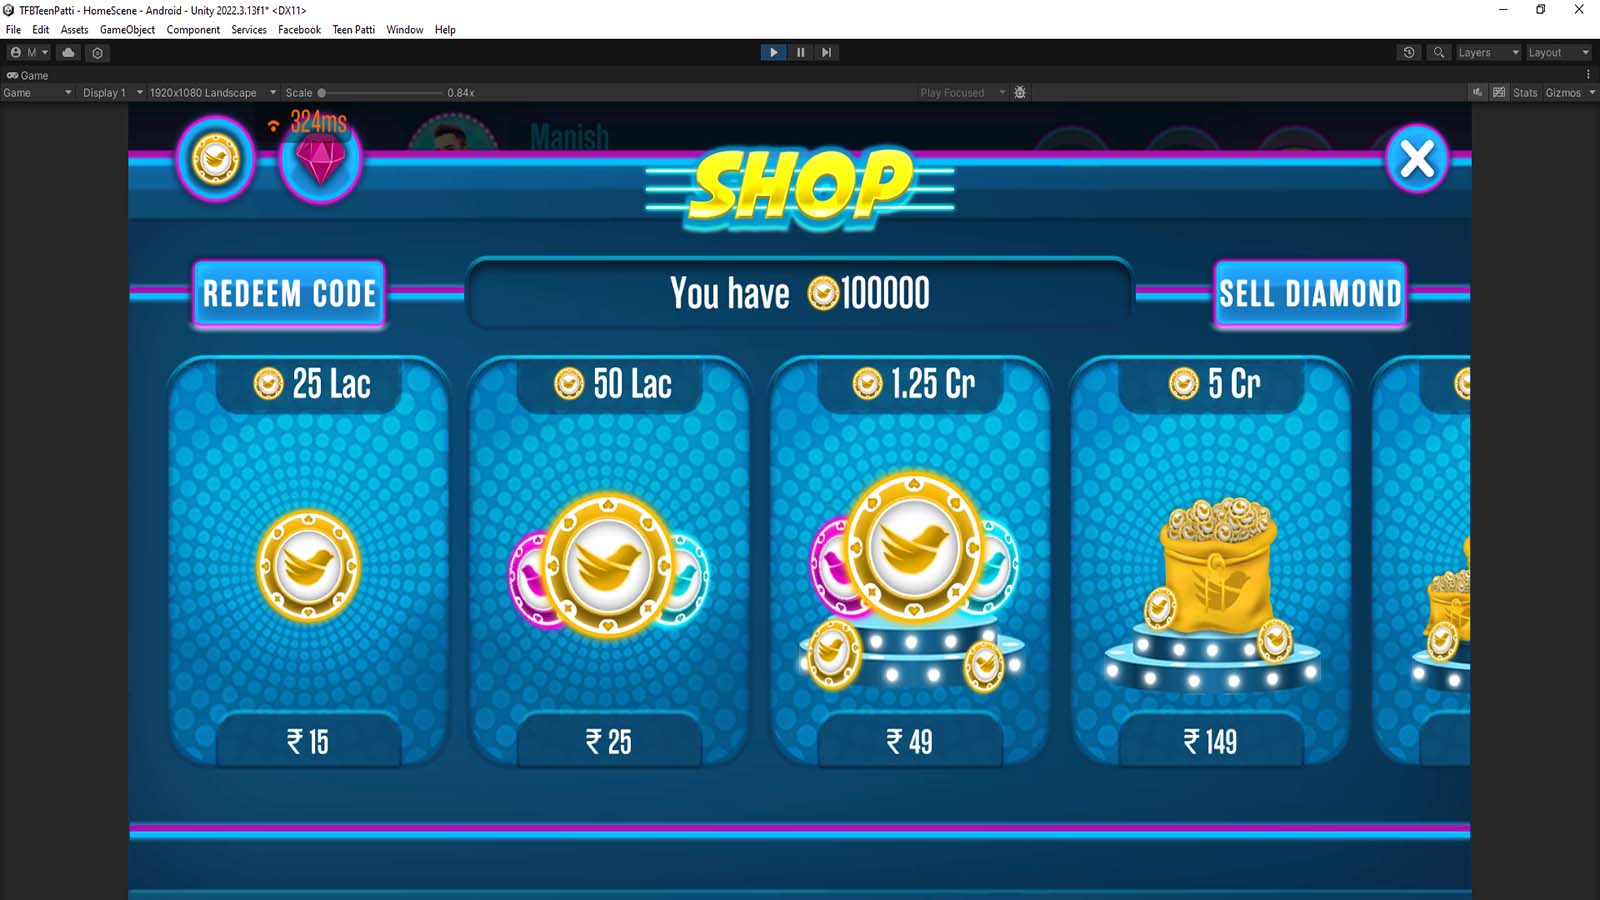 TFBTeenPatti - HomeScene - Android - Unity 2022.3.13f1* <DX11>
File Edit Assets GameObject Component Services Facebook Teen Patti Window Help
M Layers Layout
Game
Game Display 1 1920x1080 Landscape Scale 0.84x Play Focused Stats Gizmos
324ms
Manish
SHOP
REDEEM CODE You have 100000 SELL DIAMOND
25 Lac 50 Lac 1.25 Cr 5 Cr
₹ 15 ₹ 25 ₹ 49 ₹ 149